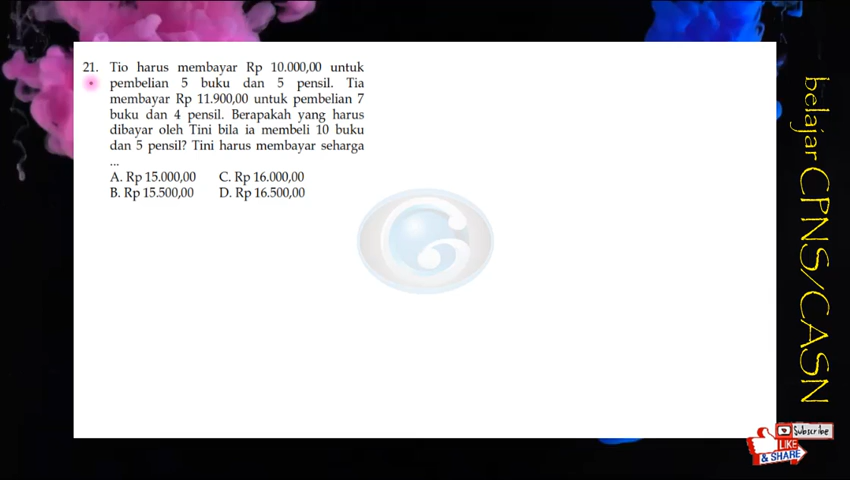 21. Tio harus membayar Rp 10.000,00 untuk
pembelian 5 buku dan 5 pensil. Tia
membayar Rp 11.900,00 untuk pembelian 7
buku dan 4 pensil. Berapakah yang harus
dibayar oleh Tini bila ia membeli 10 buku
dan 5 pensil? Tini harus membayar seharga
...
A. Rp 15.000,00 C. Rp 16.000,00
B. Rp 15.500,00 D. Rp 16.500,00
belajar CPNS/CASN
Subscribe
LIKE
& SHARE